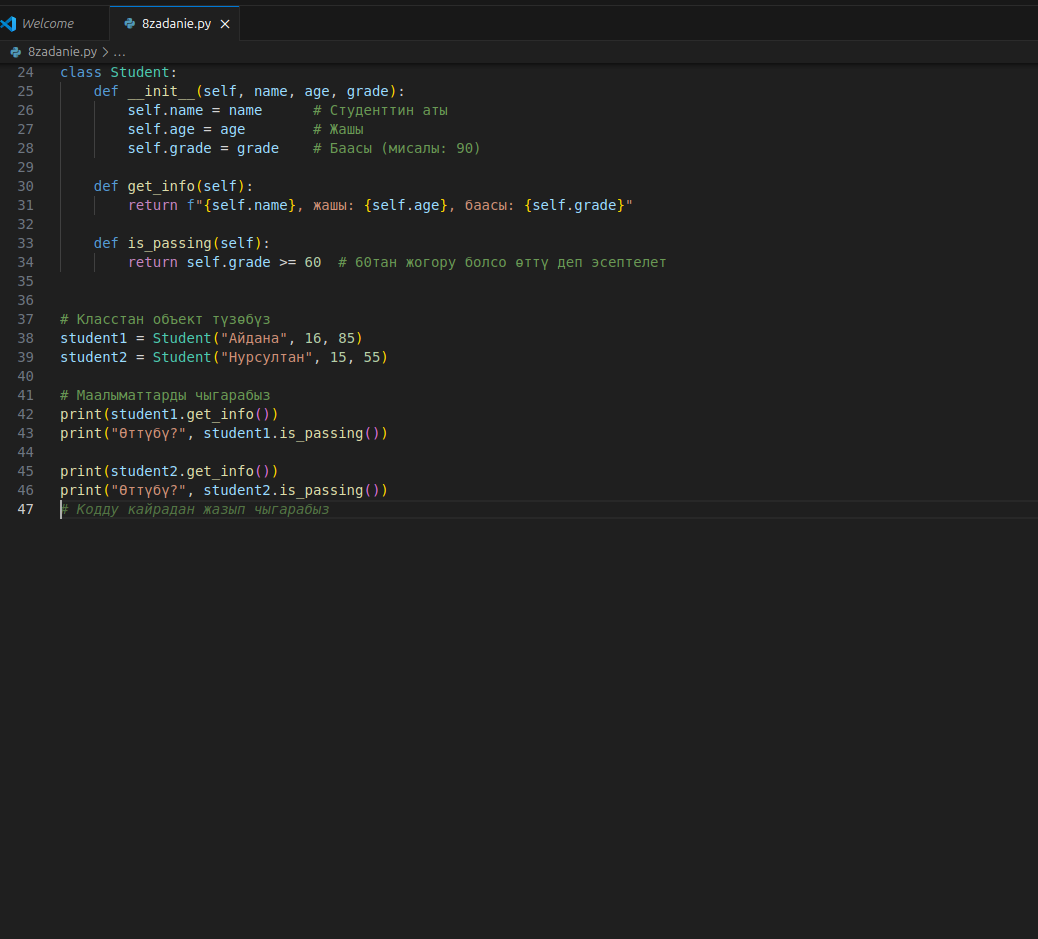 Welcome
8zadanie.py
8zadanie.py > ...
24 class Student:
25     def __init__(self, name, age, grade):
26         self.name = name      # Студенттин аты
27         self.age = age        # Жашы
28         self.grade = grade    # Баасы (мисалы: 90)
29
30     def get_info(self):
31         return f"{self.name}, жашы: {self.age}, баасы: {self.grade}"
32
33     def is_passing(self):
34         return self.grade >= 60  # 60тан жогору болсо өттү деп эсептелет
35
36
37 # Класстан объект түзөбүз
38 student1 = Student("Айдана", 16, 85)
39 student2 = Student("Нурсултан", 15, 55)
40
41 # Маалыматтарды чыгарабыз
42 print(student1.get_info())
43 print("Өттүбү?", student1.is_passing())
44
45 print(student2.get_info())
46 print("Өттүбү?", student2.is_passing())
47 # Кодду кайрадан жазып чыгарабыз